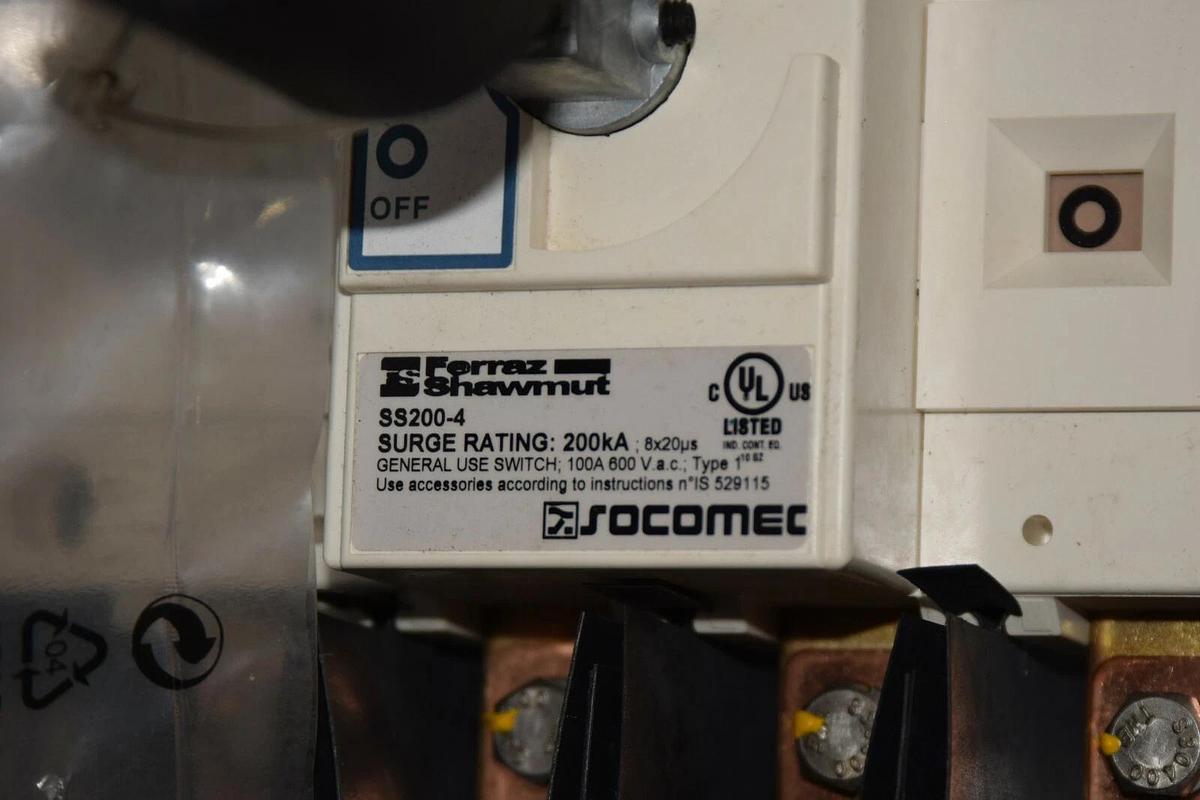 O
OFF
O
Ferraz
Shawmut
SS200-4
SURGE RATING: 200kA ; 8x20µs
GENERAL USE SWITCH; 100A 600 V.a.c.; Type 1
Use accessories according to instructions n°IS 529115
SOCOMEC
C UL US
LISTED
IND. CONT. EQ.
04